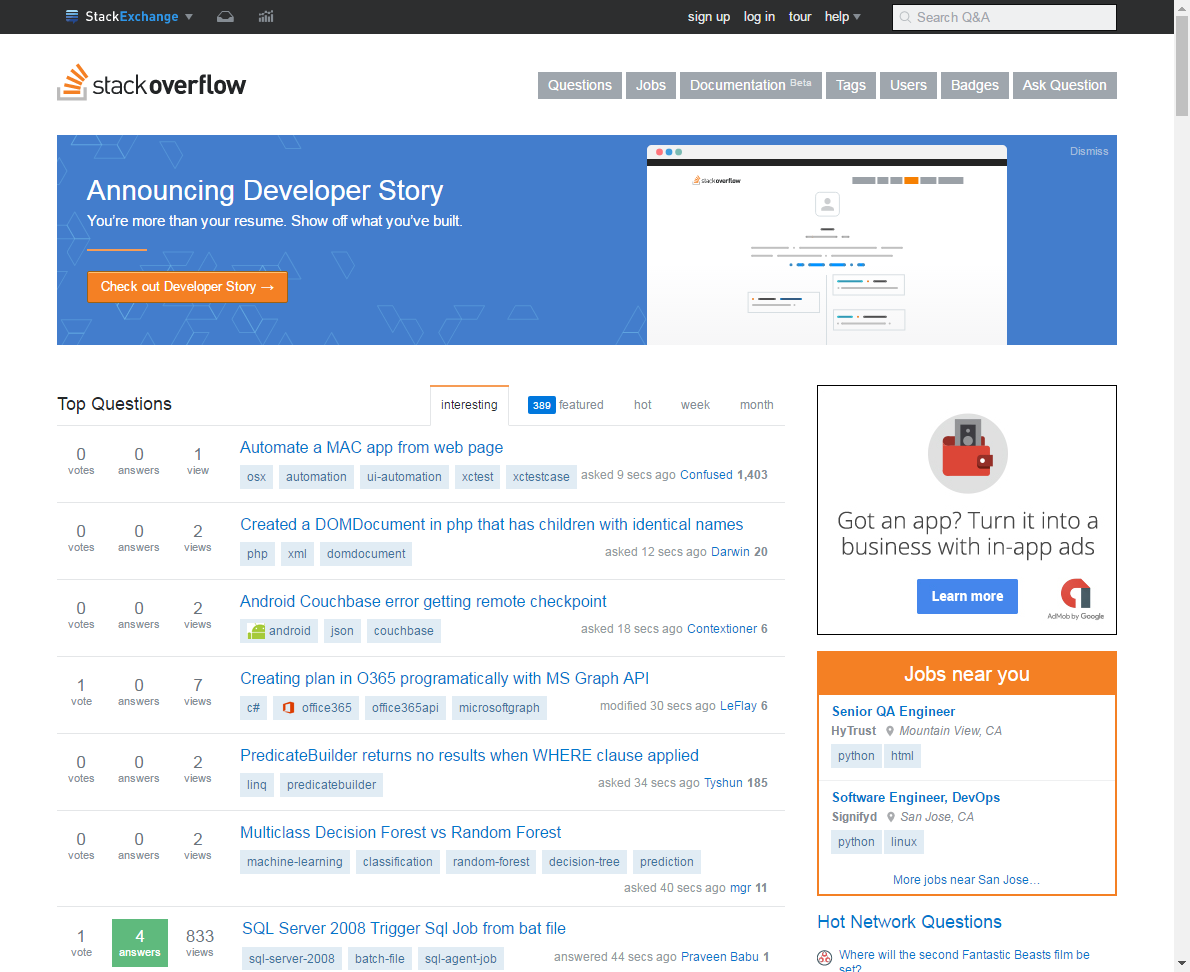 StackExchange
sign up log in tour help
Search Q&A
stackoverflow
Questions Jobs Documentation Beta Tags Users Badges Ask Question
Dismiss
stackoverflow
Announcing Developer Story
You're more than your resume. Show off what you've built.
Check out Developer Story →
Top Questions
interesting 389 featured hot week month
0 0 1 Automate a MAC app from web page
votes answers view
osx automation ui-automation xctest xctestcase asked 9 secs ago Confused 1,403
0 0 2 Created a DOMDocument in php that has children with identical names
votes answers views
php xml domdocument asked 12 secs ago Darwin 20
0 0 2 Android Couchbase error getting remote checkpoint
votes answers views
android json couchbase asked 18 secs ago Contextioner 6
1 0 7 Creating plan in O365 programatically with MS Graph API
vote answers views
c# office365 office365api microsoftgraph modified 30 secs ago LeFlay 6
0 0 2 PredicateBuilder returns no results when WHERE clause applied
votes answers views
linq predicatebuilder asked 34 secs ago Tyshun 185
0 0 2 Multiclass Decision Forest vs Random Forest
votes answers views
machine-learning classification random-forest decision-tree prediction
asked 40 secs ago mgr 11
1 4 833 SQL Server 2008 Trigger Sql Job from bat file
vote answers views
sql-server-2008 batch-file sql-agent-job answered 44 secs ago Praveen Babu 1
Got an app? Turn it into a
business with in-app ads
Learn more
AdMob by Google
Jobs near you
Senior QA Engineer
HyTrust Mountain View, CA
python html
Software Engineer, DevOps
Signifyd San Jose, CA
python linux
More jobs near San Jose…
Hot Network Questions
Where will the second Fantastic Beasts film be
set?